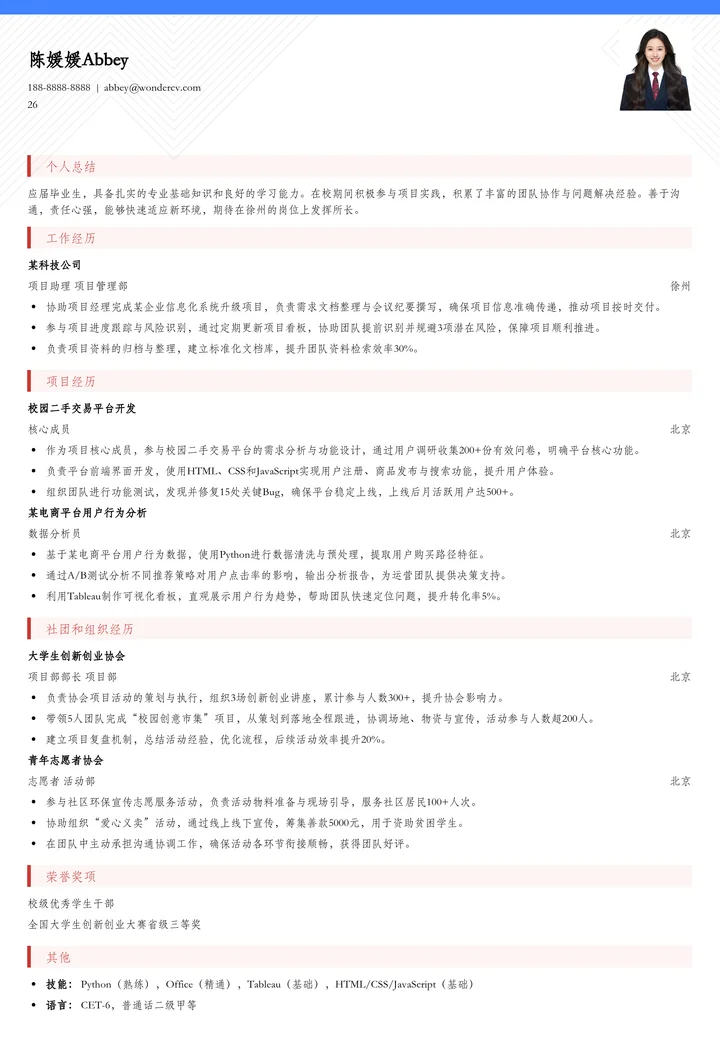 陈媛媛Abbey
188-8888-8888 | abbey@wondercv.com
26
个人总结
应届毕业生，具备扎实的专业基础知识和良好的学习能力。在校期间积极参与项目实践，积累了丰富的团队协作与问题解决经验。善于沟
通，责任心强，能够快速适应新环境，期待在徐州的岗位上发挥所长。
工作经历
某科技公司
项目助理 项目管理部 徐州
• 协助项目经理完成某企业信息化系统升级项目，负责需求文档整理与会议纪要撰写，确保项目信息准确传递，推动项目按时交付。
• 参与项目进度跟踪与风险识别，通过定期更新项目看板，协助团队提前识别并规避3项潜在风险，保障项目顺利推进。
• 负责项目资料的归档与整理，建立标准化文档库，提升团队资料检索效率30%。
项目经历
校园二手交易平台开发
核心成员 北京
• 作为项目核心成员，参与校园二手交易平台的需求分析与功能设计，通过用户调研收集200+份有效问卷，明确平台核心功能。
• 负责平台前端界面开发，使用HTML、CSS和JavaScript实现用户注册、商品发布与搜索功能，提升用户体验。
• 组织团队进行功能测试，发现并修复15处关键Bug，确保平台稳定上线，上线后月活跃用户达500+。
某电商平台用户行为分析
数据分析员 北京
• 基于某电商平台用户行为数据，使用Python进行数据清洗与预处理，提取用户购买路径特征。
• 通过A/B测试分析不同推荐策略对用户点击率的影响，输出分析报告，为运营团队提供决策支持。
• 利用Tableau制作可视化看板，直观展示用户行为趋势，帮助团队快速定位问题，提升转化率5%。
社团和组织经历
大学生创新创业协会
项目部部长 项目部 北京
• 负责协会项目活动的策划与执行，组织3场创新创业讲座，累计参与人数300+，提升协会影响力。
• 带领5人团队完成“校园创意市集”项目，从策划到落地全程跟进，协调场地、物资与宣传，活动参与人数超200人。
• 建立项目复盘机制，总结活动经验，优化流程，后续活动效率提升20%。
青年志愿者协会
志愿者 活动部 北京
• 参与社区环保宣传志愿服务活动，负责活动物料准备与现场引导，服务社区居民100+人次。
• 协助组织“爱心义卖”活动，通过线上线下宣传，筹集善款5000元，用于资助贫困学生。
• 在团队中主动承担沟通协调工作，确保活动各环节衔接顺畅，获得团队好评。
荣誉奖项
校级优秀学生干部
全国大学生创新创业大赛省级三等奖
其他
• 技能： Python（熟练）, Office（精通）, Tableau（基础）, HTML/CSS/JavaScript（基础）
• 语言： CET-6，普通话二级甲等